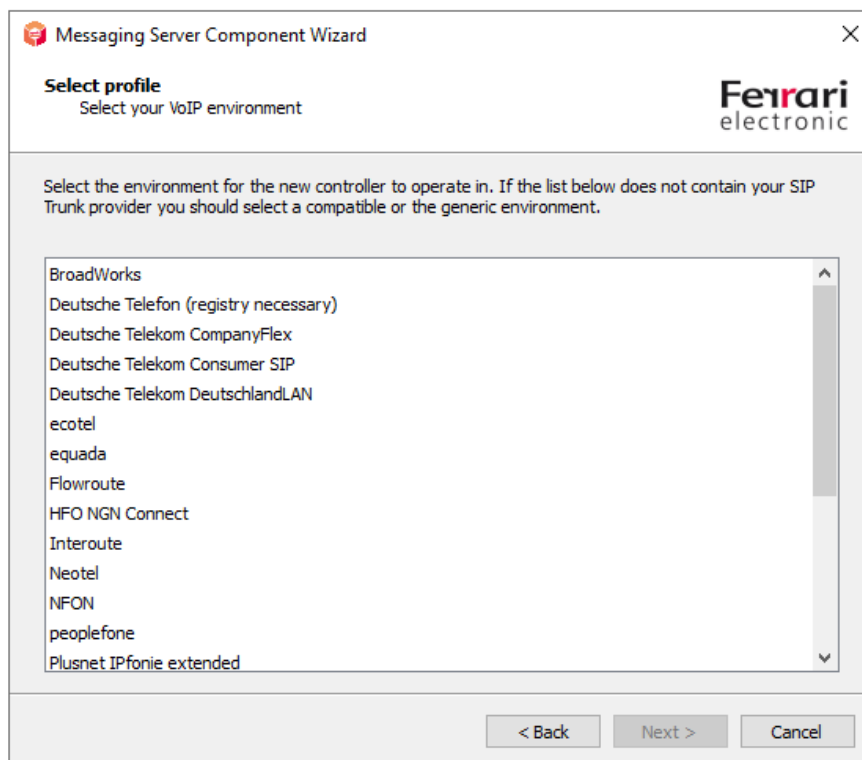 Messaging Server Component Wizard
Select profile
Select your VoIP environment
Ferrari
electronic
Select the environment for the new controller to operate in. If the list below does not contain your SIP
Trunk provider you should select a compatible or the generic environment.
BroadWorks
Deutsche Telefon (registry necessary)
Deutsche Telekom CompanyFlex
Deutsche Telekom Consumer SIP
Deutsche Telekom DeutschlandLAN
ecotel
equada
Flowroute
HFO NGN Connect
Interoute
Neotel
NFON
peoplefone
Plusnet IPfonie extended
< Back
Next >
Cancel